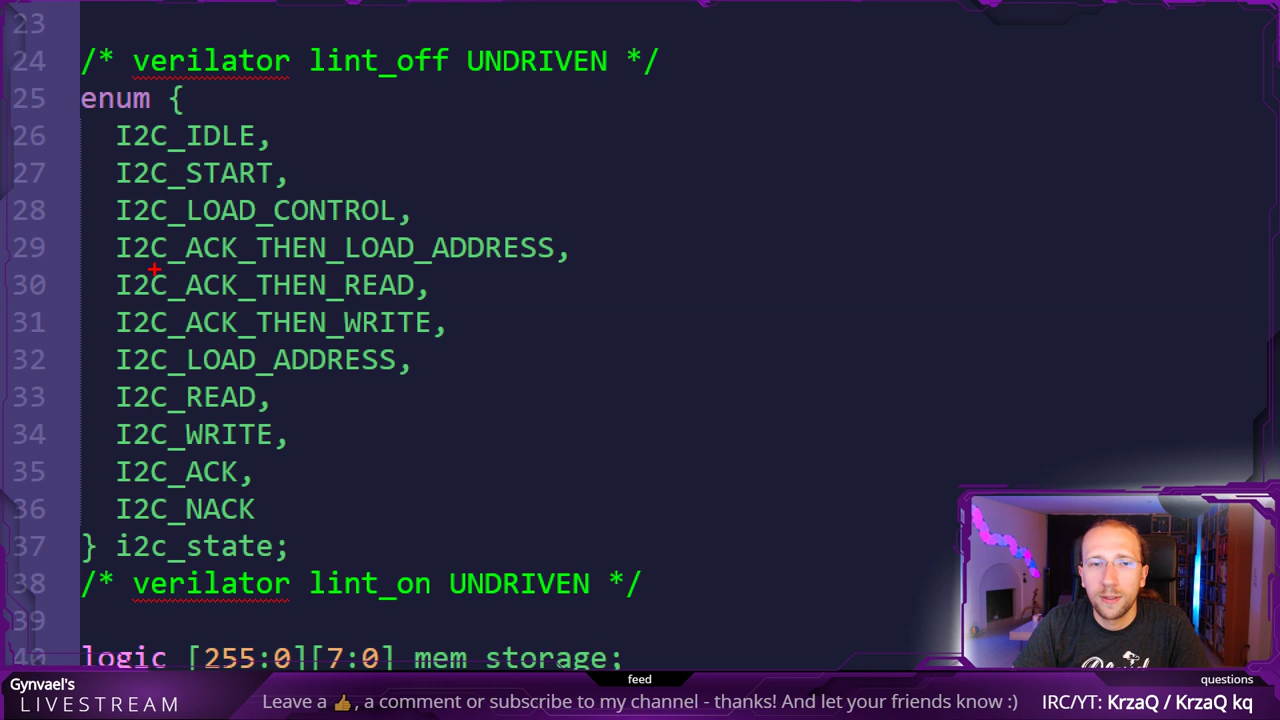 23
24 /* verilator lint_off UNDRIVEN */
25 enum {
26 I2C_IDLE,
27 I2C_START,
28 I2C_LOAD_CONTROL,
29 I2C_ACK_THEN_LOAD_ADDRESS,
30 I2C_ACK_THEN_READ,
31 I2C_ACK_THEN_WRITE,
32 I2C_LOAD_ADDRESS,
33 I2C_READ,
34 I2C_WRITE,
35 I2C_ACK,
36 I2C_NACK
37 } i2c_state;
38 /* verilator lint_on UNDRIVEN */
39
40 logic [255:0][7:0] mem_storage;
Gynvael's
LIVESTREAM
feed
Leave a 👍, a comment or subscribe to my channel - thanks! And let your friends know :)
questions
IRC/YT: KrzaQ / KrzaQ kq